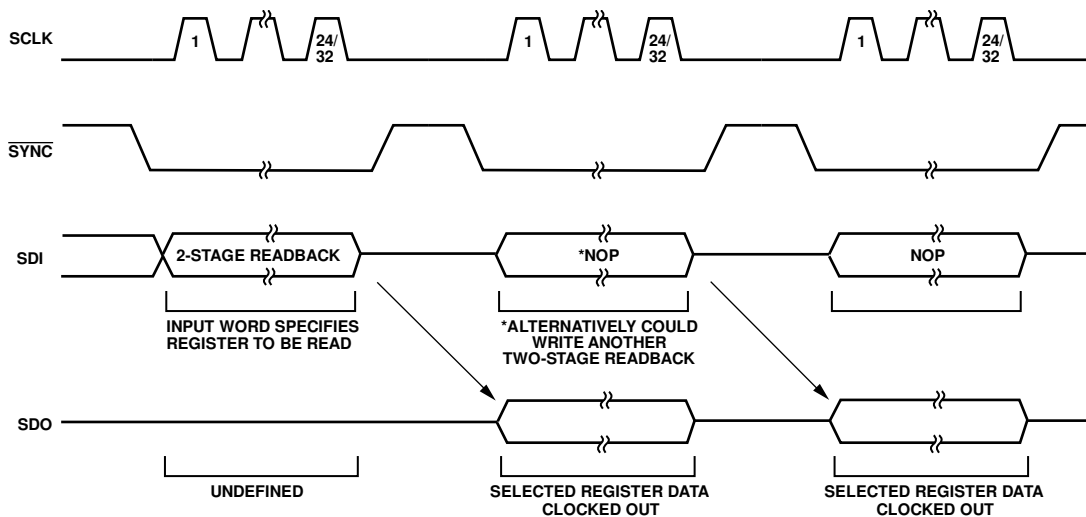 SCLK
1
24/
32
1
24/
32
1
24/
32
SYNC
SDI
2-STAGE READBACK
*NOP
NOP
INPUT WORD SPECIFIES
REGISTER TO BE READ
*ALTERNATIVELY COULD
WRITE ANOTHER
TWO-STAGE READBACK
SDO
UNDEFINED
SELECTED REGISTER DATA
CLOCKED OUT
SELECTED REGISTER DATA
CLOCKED OUT